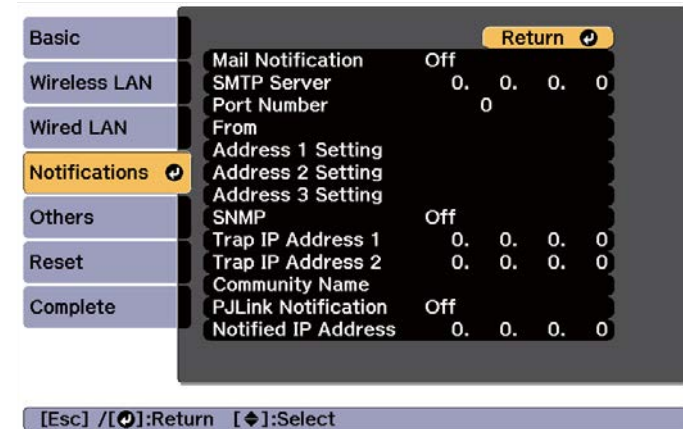 Basic
Wireless LAN
Wired LAN
Notifications
Others
Reset
Complete
Return
Mail Notification Off
SMTP Server 0. 0. 0. 0
Port Number 0
From
Address 1 Setting
Address 2 Setting
Address 3 Setting
SNMP Off
Trap IP Address 1 0. 0. 0. 0
Trap IP Address 2 0. 0. 0. 0
Community Name
PJLink Notification Off
Notified IP Address 0. 0. 0. 0
[Esc] /[⏎]:Return [◆]:Select